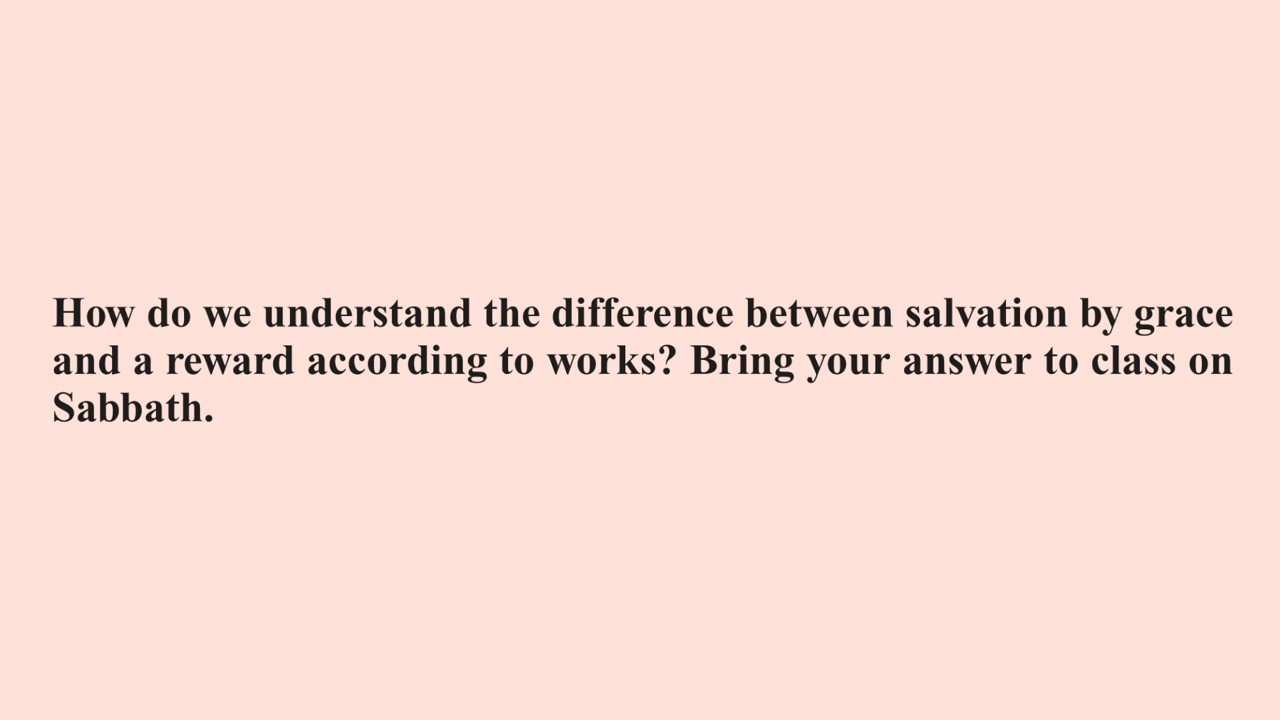 How do we understand the difference between salvation by grace
and a reward according to works? Bring your answer to class on
Sabbath.